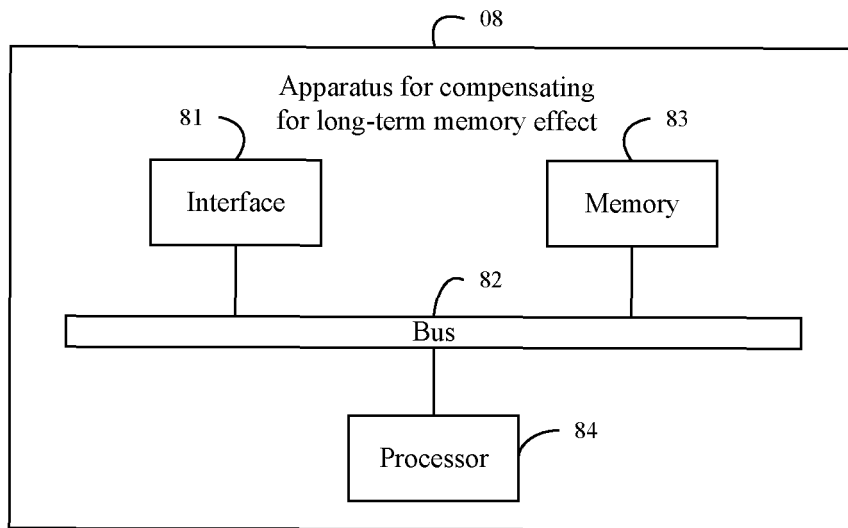 08
Apparatus for compensating
for long-term memory effect
81
83
Interface
Memory
82
Bus
84
Processor